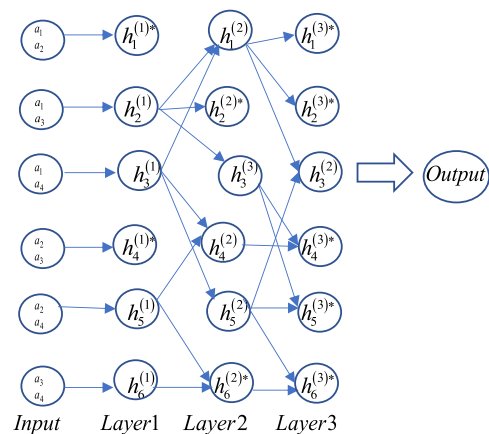 a₁ a₂ h₁⁽¹⁾* h₁⁽²⁾ h₁⁽³⁾*
a₁ a₃ h₂⁽¹⁾ h₂⁽²⁾* h₂⁽³⁾*
a₁ a₄ h₃⁽¹⁾ h₃⁽³⁾ h₃⁽²⁾ Output
a₂ a₃ h₄⁽¹⁾* h₄⁽²⁾ h₄⁽³⁾*
a₂ a₄ h₅⁽¹⁾ h₅⁽²⁾ h₅⁽³⁾*
a₃ a₄ h₆⁽¹⁾ h₆⁽²⁾* h₆⁽³⁾*
Input Layer1 Layer2 Layer3